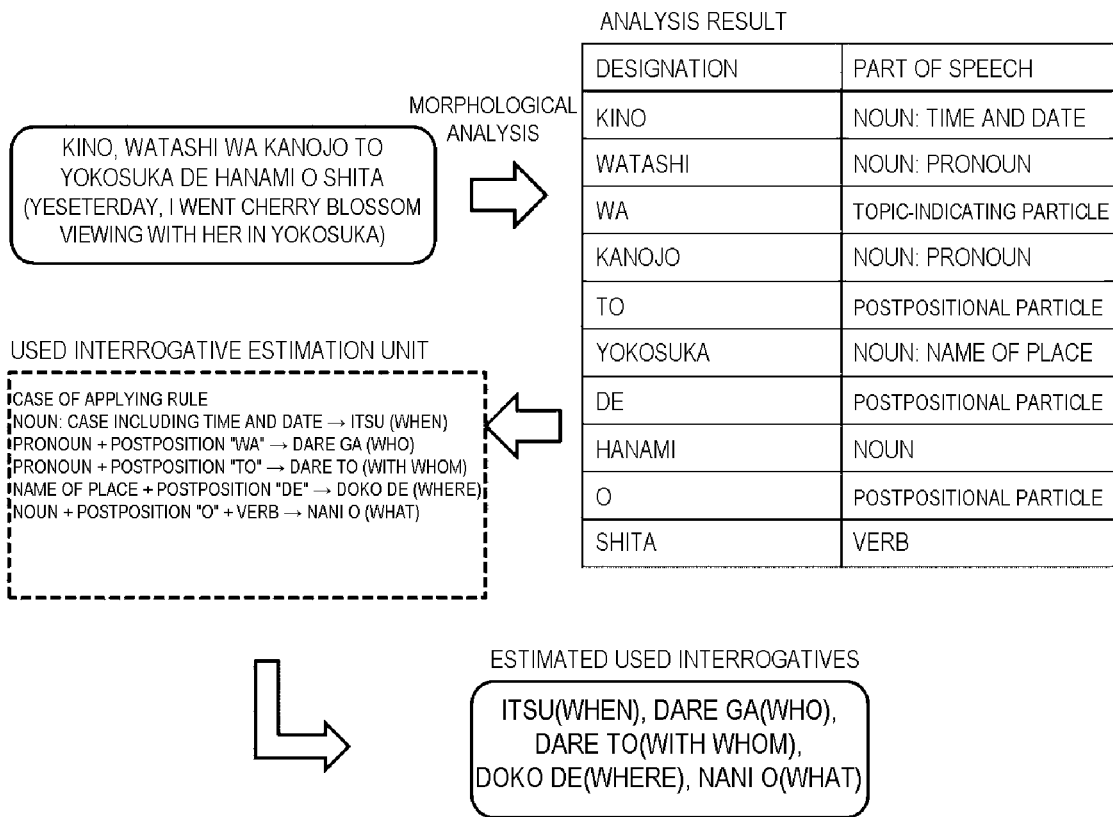 ANALYSIS RESULT
DESIGNATION PART OF SPEECH
KINO NOUN: TIME AND DATE
WATASHI NOUN: PRONOUN
WA TOPIC-INDICATING PARTICLE
KANOJO NOUN: PRONOUN
TO POSTPOSITIONAL PARTICLE
YOKOSUKA NOUN: NAME OF PLACE
DE POSTPOSITIONAL PARTICLE
HANAMI NOUN
O POSTPOSITIONAL PARTICLE
SHITA VERB
MORPHOLOGICAL
ANALYSIS
KINO, WATASHI WA KANOJO TO
YOKOSUKA DE HANAMI O SHITA
(YESETERDAY, I WENT CHERRY BLOSSOM
VIEWING WITH HER IN YOKOSUKA)
USED INTERROGATIVE ESTIMATION UNIT
CASE OF APPLYING RULE
NOUN: CASE INCLUDING TIME AND DATE → ITSU (WHEN)
PRONOUN + POSTPOSITION "WA" → DARE GA (WHO)
PRONOUN + POSTPOSITION "TO" → DARE TO (WITH WHOM)
NAME OF PLACE + POSTPOSITION "DE" → DOKO DE (WHERE)
NOUN + POSTPOSITION "O" + VERB → NANI O (WHAT)
ESTIMATED USED INTERROGATIVES
ITSU(WHEN), DARE GA(WHO),
DARE TO(WITH WHOM),
DOKO DE(WHERE), NANI O(WHAT)